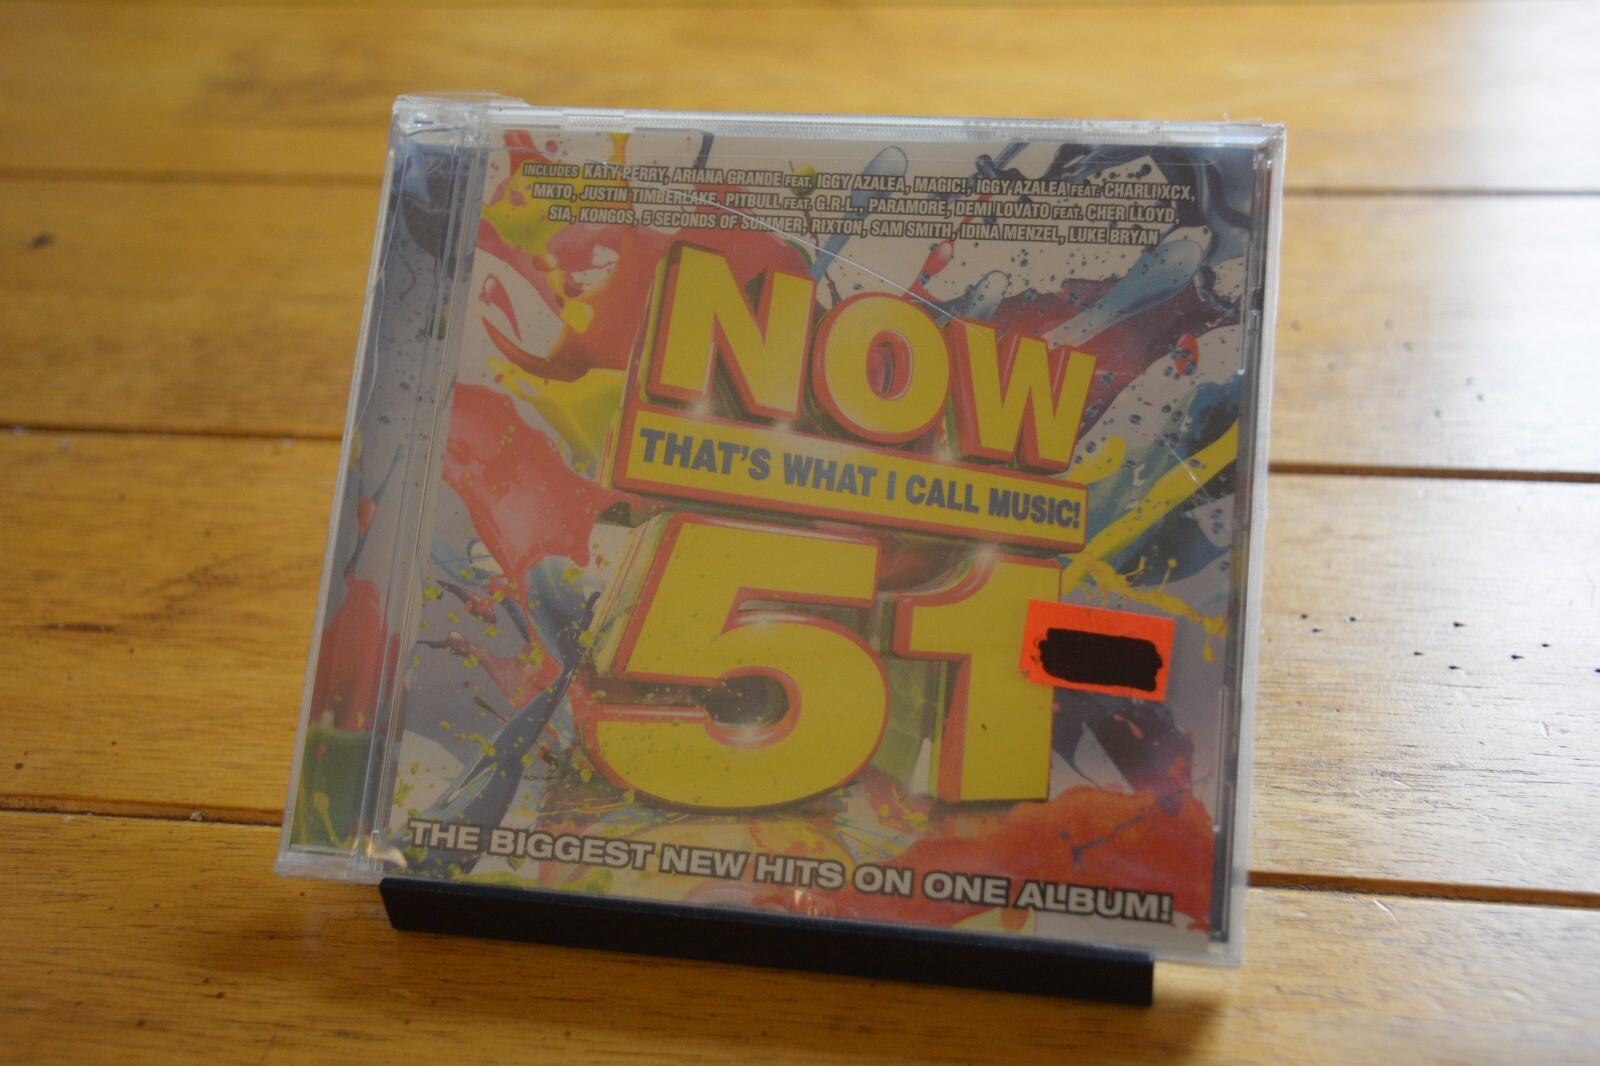 INCLUDES KATY PERRY, ARIANA GRANDE FEAT. IGGY AZALEA, MAGIC!, IGGY AZALEA FEAT. CHARLI XCX,
MKTO, JUSTIN TIMBERLAKE, PITBULL FEAT. G.R.L., PARAMORE, DEMI LOVATO FEAT. CHER LLOYD,
SIA, KONGOS, 5 SECONDS OF SUMMER, RIXTON, SAM SMITH, IDINA MENZEL, LUKE BRYAN
NOW
THAT'S WHAT I CALL MUSIC!
51
THE BIGGEST NEW HITS ON ONE ALBUM!